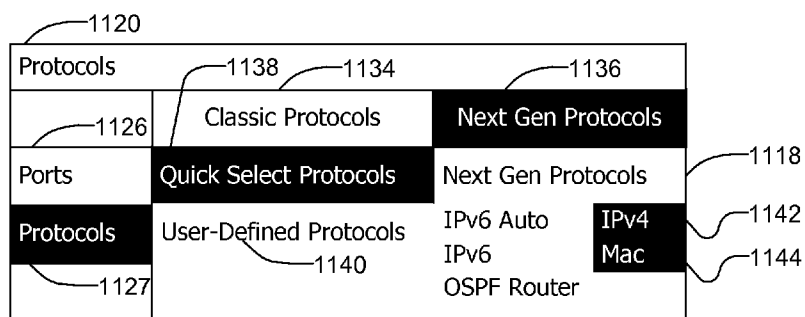 1120
Protocols
1138
1134
1136
Classic Protocols
Next Gen Protocols
1126
Ports
Quick Select Protocols
Next Gen Protocols
1118
Protocols
User-Defined Protocols
IPv6 Auto
IPv4
1142
IPv6
Mac
1144
1140
1127
OSPF Router